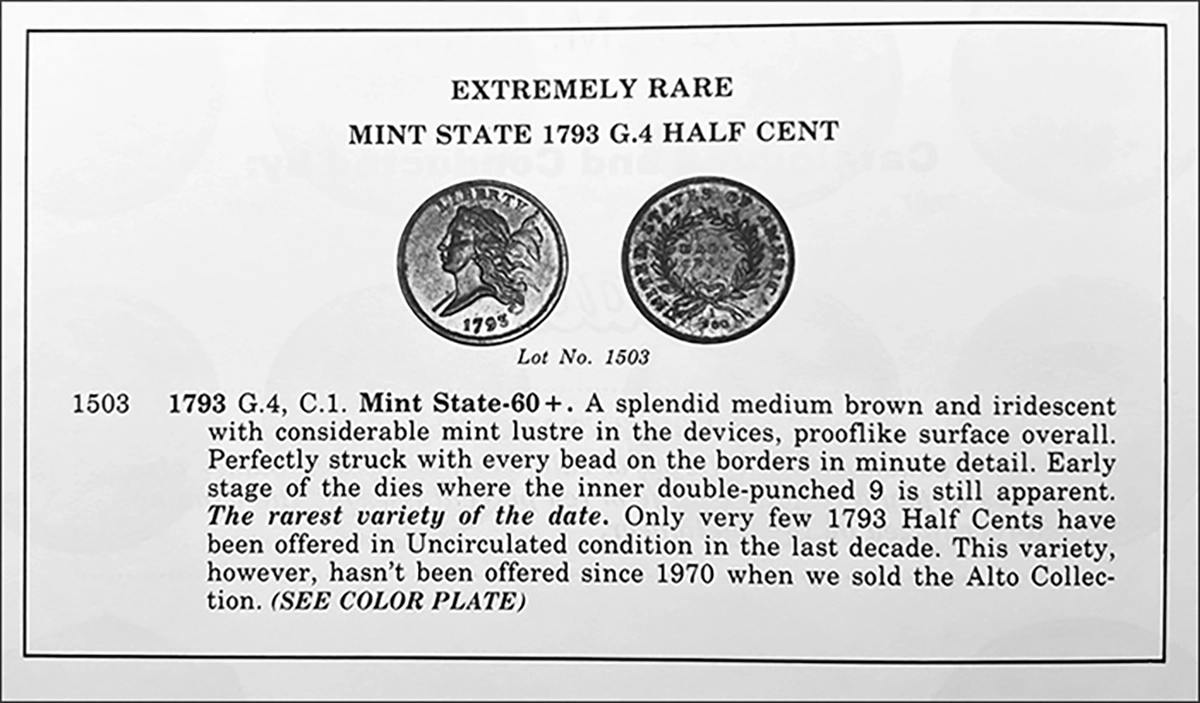 EXTREMELY RARE
MINT STATE 1793 G.4 HALF CENT
LIBERTY
1793
UNITED STATES OF AMERICA
Lot No. 1503
1503 1793 G.4, C.1. Mint State-60+. A splendid medium brown and iridescent
with considerable mint lustre in the devices, prooflike surface overall.
Perfectly struck with every bead on the borders in minute detail. Early
stage of the dies where the inner double-punched 9 is still apparent.
The rarest variety of the date. Only very few 1793 Half Cents have
been offered in Uncirculated condition in the last decade. This variety,
however, hasn't been offered since 1970 when we sold the Alto Collec-
tion. (SEE COLOR PLATE)